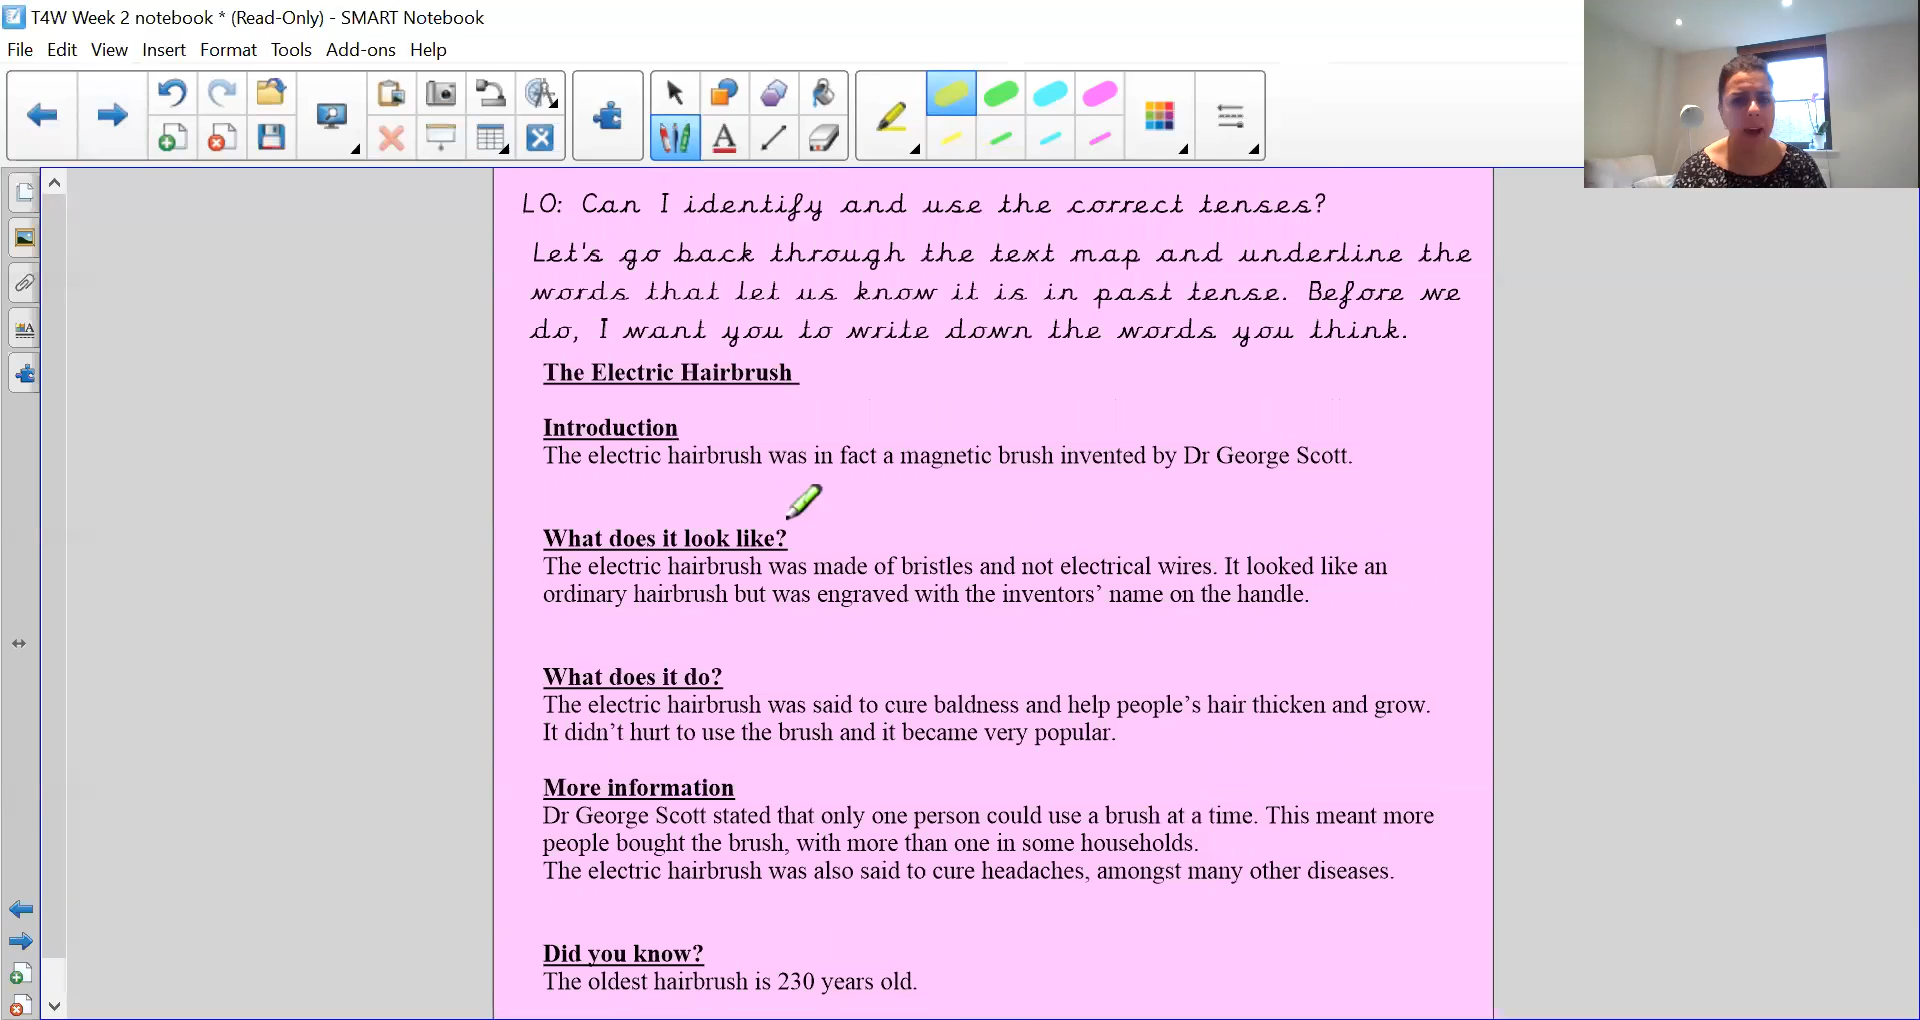 T4W Week 2 notebook * (Read-Only) - SMART Notebook
File Edit View Insert Format Tools Add-ons Help
LO: Can I identify and use the correct tenses?
Let's go back through the text map and underline the
words that let us know it is in past tense. Before we
do, I want you to write down the words you think.
The Electric Hairbrush
Introduction
The electric hairbrush was in fact a magnetic brush invented by Dr George Scott.
What does it look like?
The electric hairbrush was made of bristles and not electrical wires. It looked like an
ordinary hairbrush but was engraved with the inventors’ name on the handle.
What does it do?
The electric hairbrush was said to cure baldness and help people’s hair thicken and grow.
It didn’t hurt to use the brush and it became very popular.
More information
Dr George Scott stated that only one person could use a brush at a time. This meant more
people bought the brush, with more than one in some households.
The electric hairbrush was also said to cure headaches, amongst many other diseases.
Did you know?
The oldest hairbrush is 230 years old.